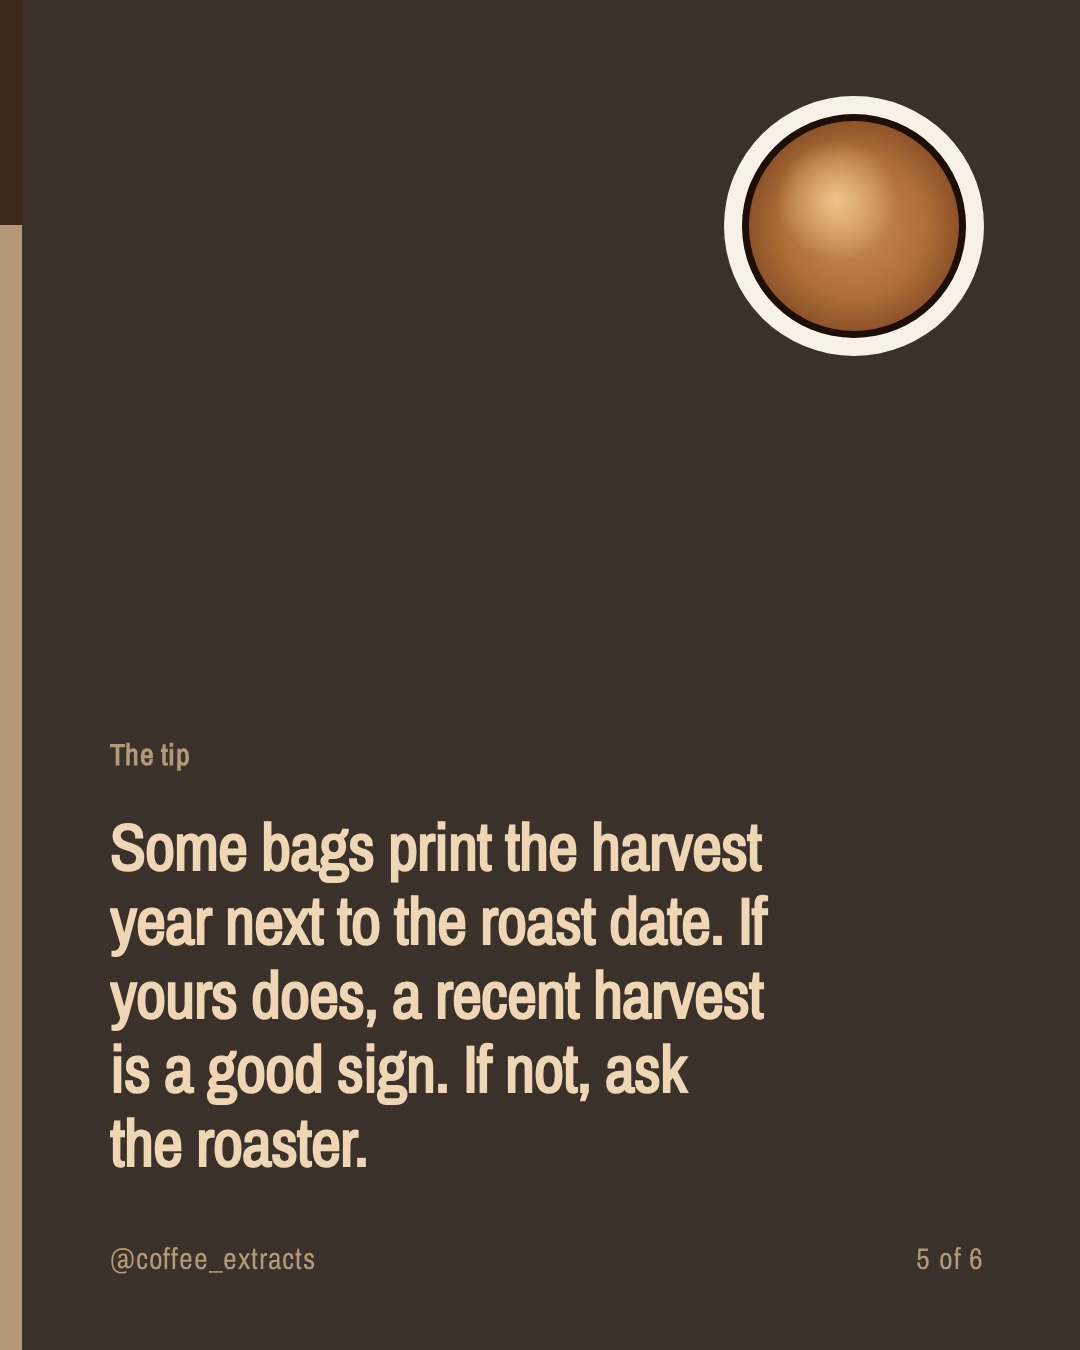 The tip
Some bags print the harvest
year next to the roast date. If
yours does, a recent harvest
is a good sign. If not, ask
the roaster.
@coffee_extracts
5 of 6